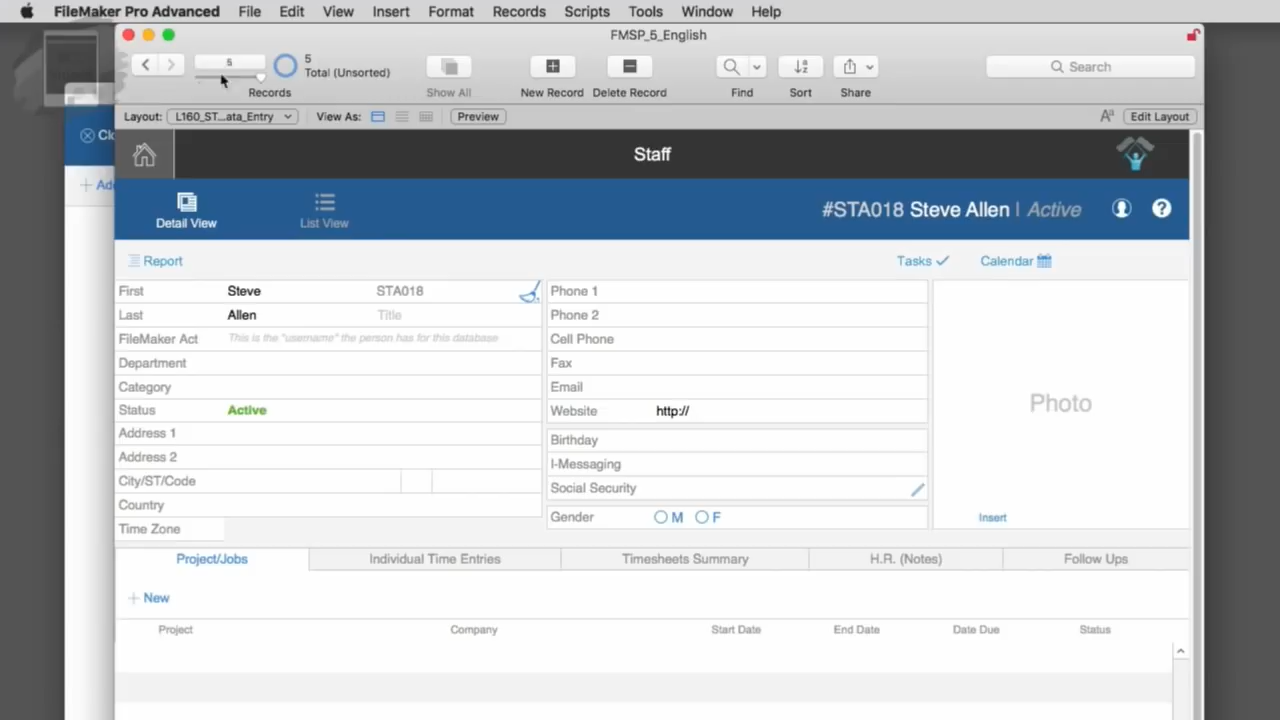 FileMaker Pro Advanced File Edit View Insert Format Records Scripts Tools Window Help
FMSP_5_English
5
5
Total (Unsorted)
Records
Show All
New Record
Delete Record
Find
Sort
Share
Search
Layout: L160_ST...ata_Entry View As: Preview Edit Layout
Staff
Clo
Detail View
List View
#STA018 Steve Allen | Active
Add
Report
Tasks
Calendar
First Steve STA018
Last Allen Title
FileMaker Act This is the "username" the person has for this database
Department
Category
Status Active
Address 1
Address 2
City/ST/Code
Country
Time Zone
Phone 1
Phone 2
Cell Phone
Fax
Email
Website http://
Birthday
I-Messaging
Social Security
Gender M F
Photo
Insert
Project/Jobs Individual Time Entries Timesheets Summary H.R. (Notes) Follow Ups
New
Project Company Start Date End Date Date Due Status